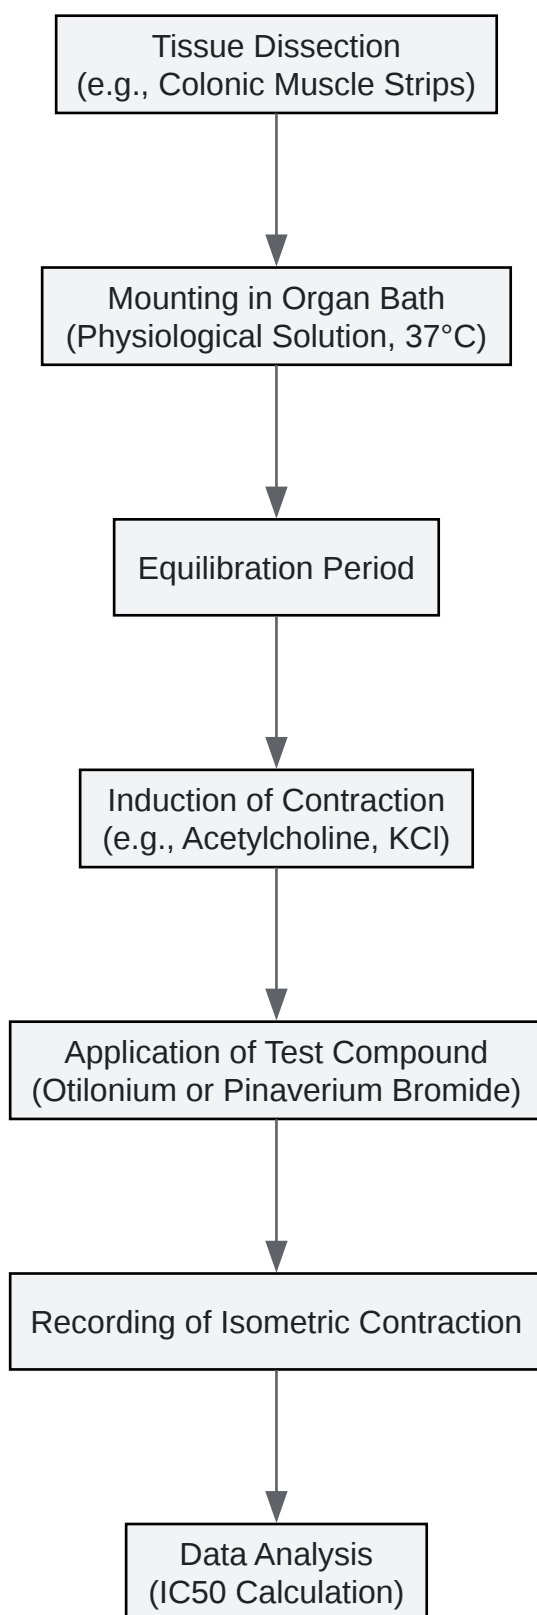 Tissue Dissection
(e.g., Colonic Muscle Strips)
Mounting in Organ Bath
(Physiological Solution, 37°C)
Equilibration Period
Induction of Contraction
(e.g., Acetylcholine, KCl)
Application of Test Compound
(Otilonium or Pinaverium Bromide)
Recording of Isometric Contraction
Data Analysis
(IC50 Calculation)